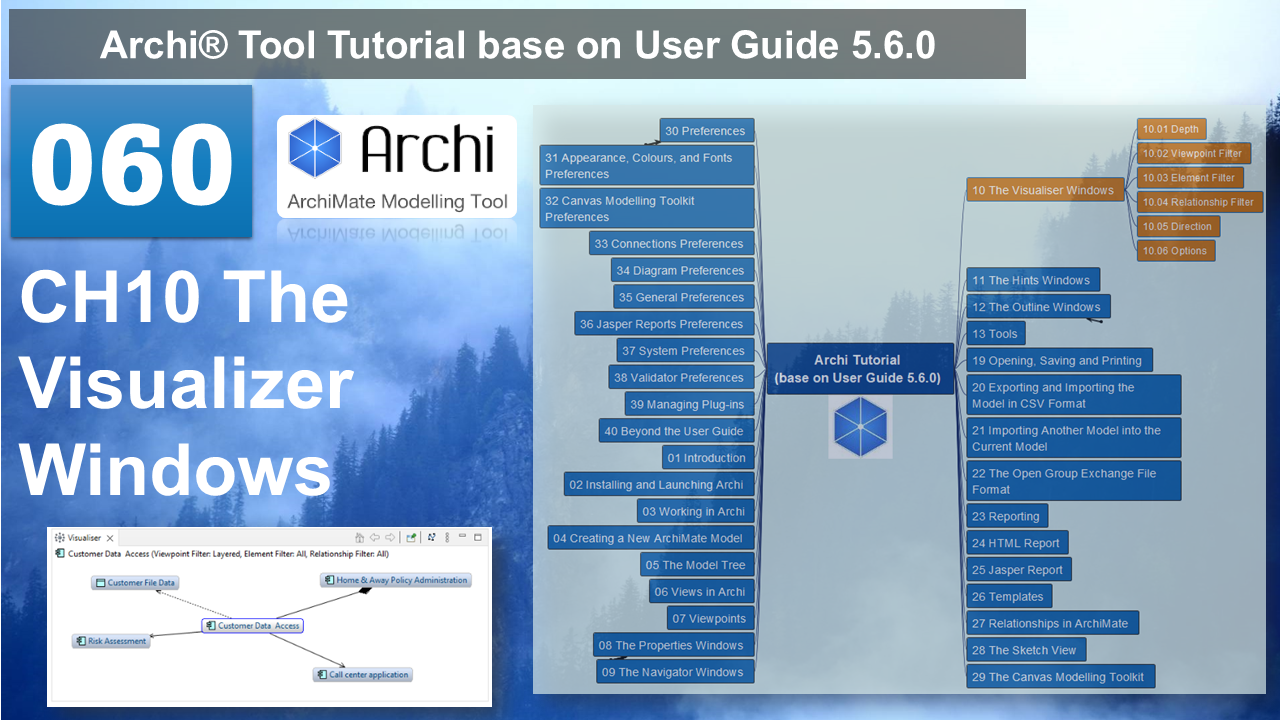 Archi® Tool Tutorial base on User Guide 5.6.0
060
Archi
ArchiMate Modelling Tool
CH10 The
Visualizer
Windows
Visualiser
Customer Data Access (Viewpoint Filter: Layered, Element Filter: All, Relationship Filter: All)
Customer File Data
Home & Away Policy Administration
Customer Data Access
Risk Assessment
Call center application
30 Preferences
31 Appearance, Colours, and Fonts
Preferences
32 Canvas Modelling Toolkit
Preferences
33 Connections Preferences
34 Diagram Preferences
35 General Preferences
36 Jasper Reports Preferences
37 System Preferences
38 Validator Preferences
39 Managing Plug-ins
40 Beyond the User Guide
01 Introduction
02 Installing and Launching Archi
03 Working in Archi
04 Creating a New ArchiMate Model
05 The Model Tree
06 Views in Archi
07 Viewpoints
08 The Properties Windows
09 The Navigator Windows
Archi Tutorial
(base on User Guide 5.6.0)
10 The Visualiser Windows
10.01 Depth
10.02 Viewpoint Filter
10.03 Element Filter
10.04 Relationship Filter
10.05 Direction
10.06 Options
11 The Hints Windows
12 The Outline Windows
13 Tools
19 Opening, Saving and Printing
20 Exporting and Importing the
Model in CSV Format
21 Importing Another Model into the
Current Model
22 The Open Group Exchange File
Format
23 Reporting
24 HTML Report
25 Jasper Report
26 Templates
27 Relationships in ArchiMate
28 The Sketch View
29 The Canvas Modelling Toolkit